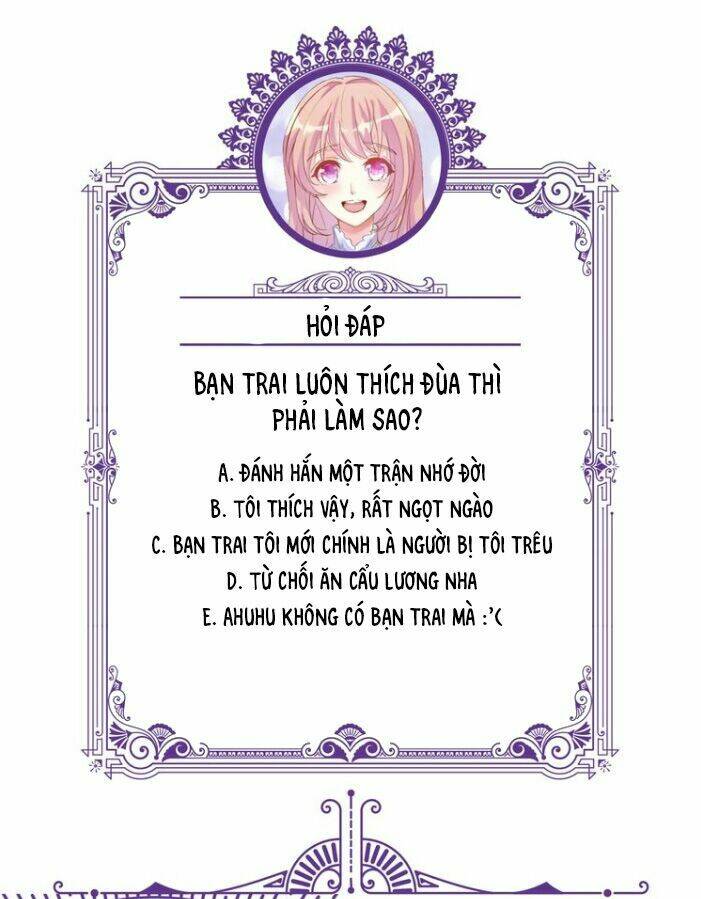 HỎI ĐÁP
BẠN TRAI LUÔN THÍCH ĐÙA THÌ
PHẢI LÀM SAO?
A. ĐÁNH HẮN MỘT TRẬN NHỚ ĐỜI
B. TÔI THÍCH VẬY, RẤT NGỌT NGÀO
C. BẠN TRAI TÔI MỚI CHÍNH LÀ NGƯỜI BỊ TÔI TRÊU
D. TỪ CHỐI ĂN CẨU LƯƠNG NHA
E. AHUHU KHÔNG CÓ BẠN TRAI MÀ :'(